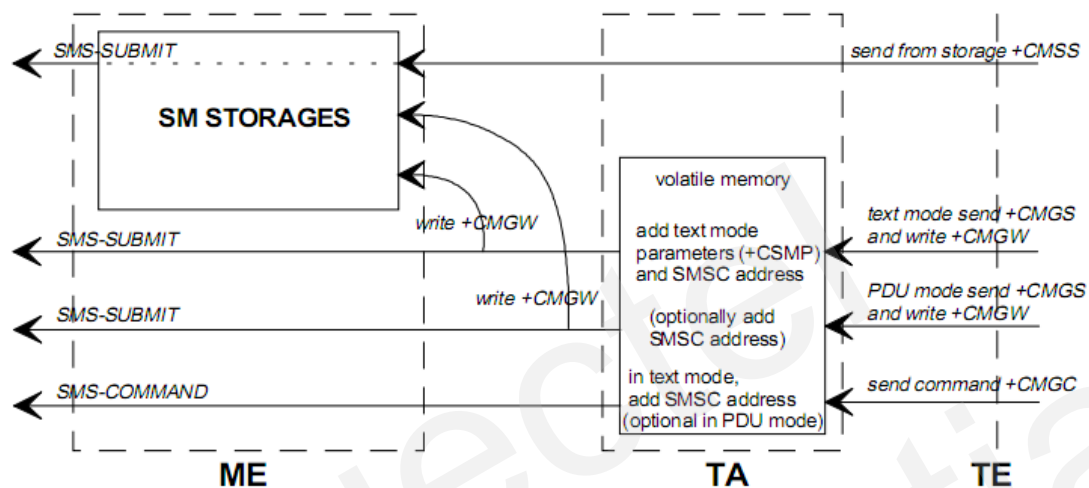 SMS-SUBMIT
send from storage +CMSS
SM STORAGES
volatile memory
write +CMGW
text mode send +CMGS
and write +CMGW
SMS-SUBMIT
add text mode
parameters (+CSMP)
and SMSC address
write +CMGW
PDU mode send +CMGS
and write +CMGW
SMS-SUBMIT
(optionally add
SMSC address)
SMS-COMMAND
in text mode,
add SMSC address
(optional in PDU mode)
send command +CMGC
ME
TA
TE